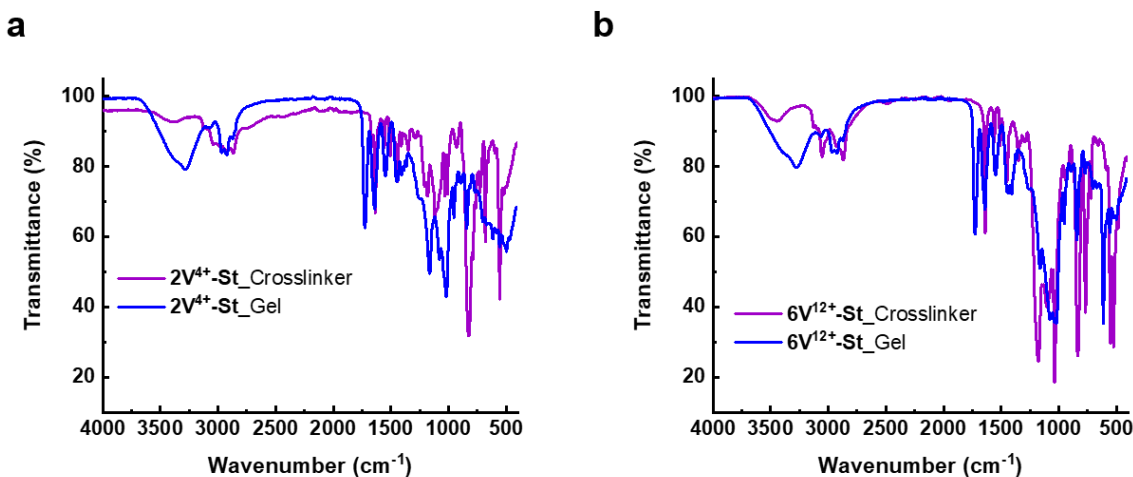 a
100
80
60
40
20
Transmittance (%)
2V⁴⁺-St_Crosslinker
2V⁴⁺-St_Gel
4000 3500 3000 2500 2000 1500 1000 500
Wavenumber (cm⁻¹)
b
100
80
60
40
20
Transmittance (%)
6V¹²⁺-St_Crosslinker
6V¹²⁺-St_Gel
4000 3500 3000 2500 2000 1500 1000 500
Wavenumber (cm⁻¹)